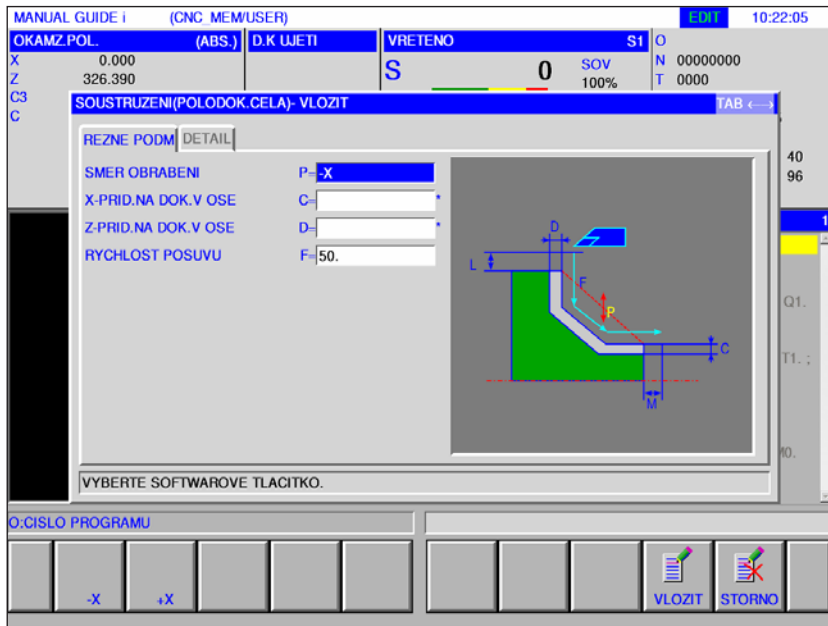 MANUAL GUIDE i (CNC_MEM/USER) EDIT 10:22:05
OKAMZ.POL. (ABS.) D.K UJETI VRETENO S1 O
X 0.000 S 0 SOV N 00000000
Z 326.390 100% T 0000
C3
C
SOUSTRUZENI(POLODOK.CELA)- VLOZIT TAB
REZNE PODM DETAIL
SMER OBRABENI P= -X
X-PRID.NA DOK.V OSE C= *
Z-PRID.NA DOK.V OSE D= *
RYCHLOST POSUVU F= 50.
D
L
F
P
C
M
40
96
1
Q1.
T1. ;
M0.
VYBERTE SOFTWAROVE TLACITKO.
O:CISLO PROGRAMU
-X +X VLOZIT STORNO